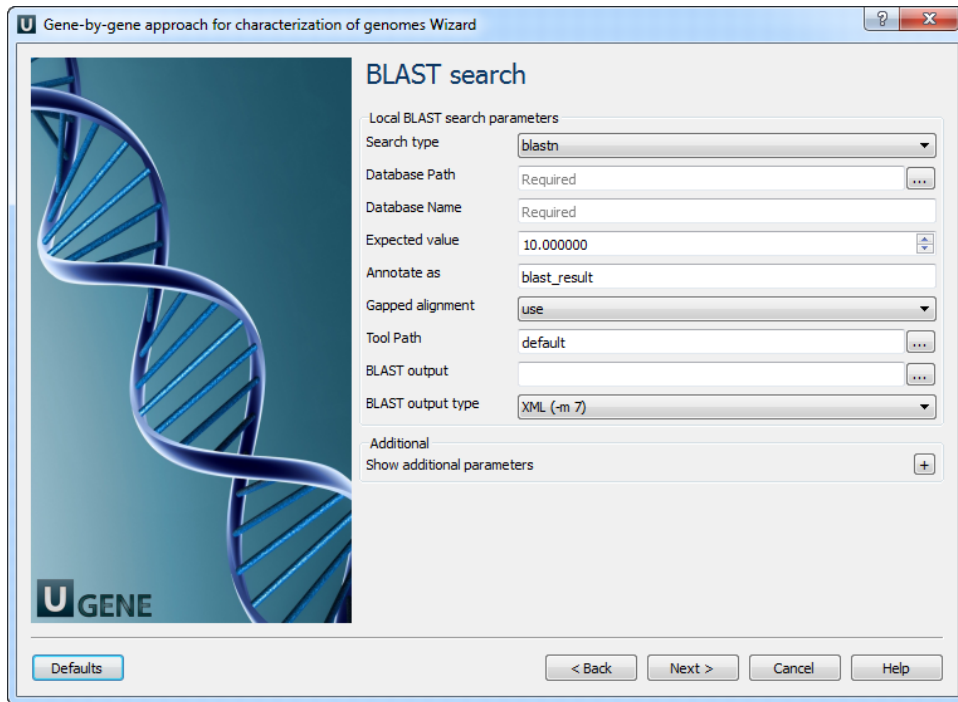 U Gene-by-gene approach for characterization of genomes Wizard
?
X
BLAST search
Local BLAST search parameters
Search type blastn
Database Path Required ...
Database Name Required
Expected value 10.000000
Annotate as blast_result
Gapped alignment use
Tool Path default ...
BLAST output ...
BLAST output type XML (-m 7)
Additional
Show additional parameters +
U GENE
Defaults < Back Next > Cancel Help